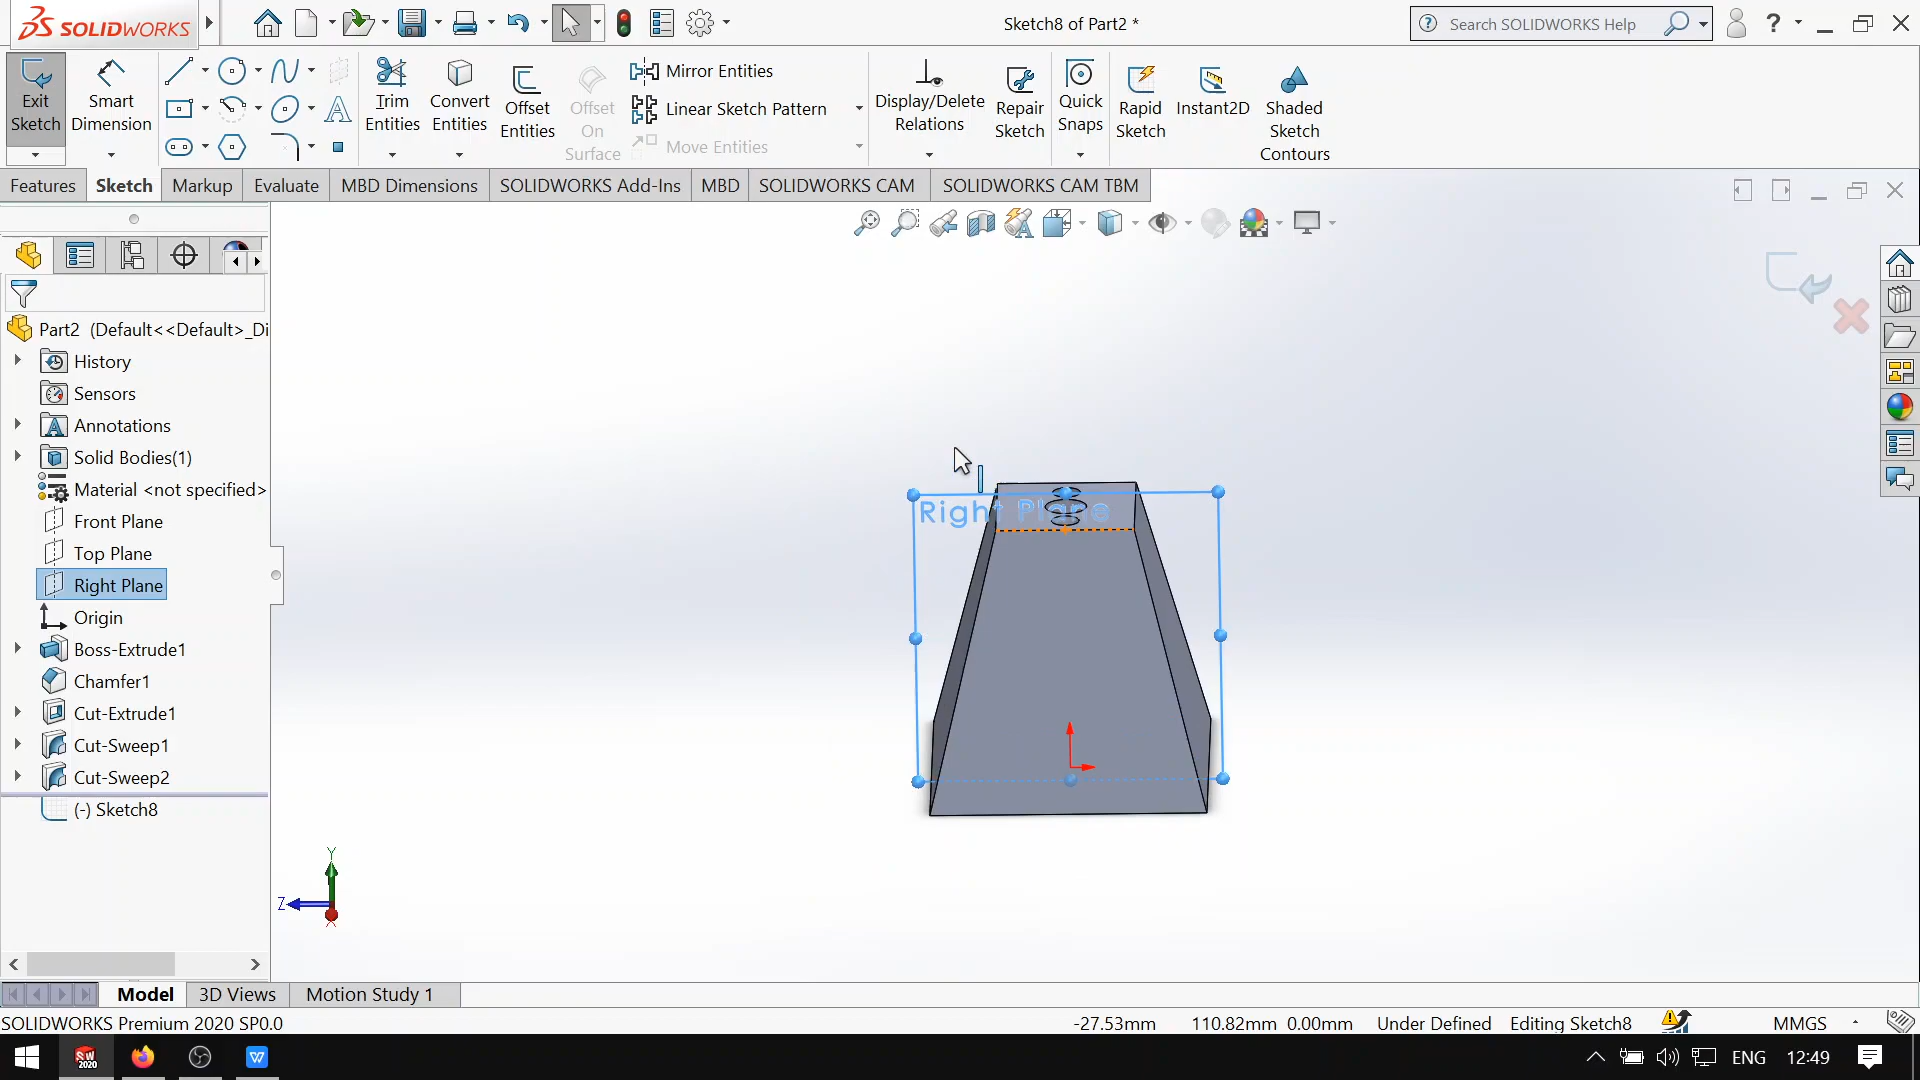 SOLIDWORKS
Sketch8 of Part2 *
Search SOLIDWORKS Help
Exit Sketch
Smart Dimension
Trim Entities
Convert Entities
Offset Entities
Offset On Surface
Mirror Entities
Linear Sketch Pattern
Move Entities
Display/Delete Relations
Repair Sketch
Quick Snaps
Rapid Sketch
Instant2D
Shaded Sketch Contours
Features
Sketch
Markup
Evaluate
MBD Dimensions
SOLIDWORKS Add-Ins
MBD
SOLIDWORKS CAM
SOLIDWORKS CAM TBM
Part2 (Default<<Default>_Di
History
Sensors
Annotations
Solid Bodies(1)
Material <not specified>
Front Plane
Top Plane
Right Plane
Origin
Boss-Extrude1
Chamfer1
Cut-Extrude1
Cut-Sweep1
Cut-Sweep2
(-) Sketch8
Right Plane
Y
Z
X
Model
3D Views
Motion Study 1
SOLIDWORKS Premium 2020 SP0.0
-27.53mm
110.82mm
0.00mm
Under Defined
Editing Sketch8
MMGS
SW
2020
W
ENG
12:49